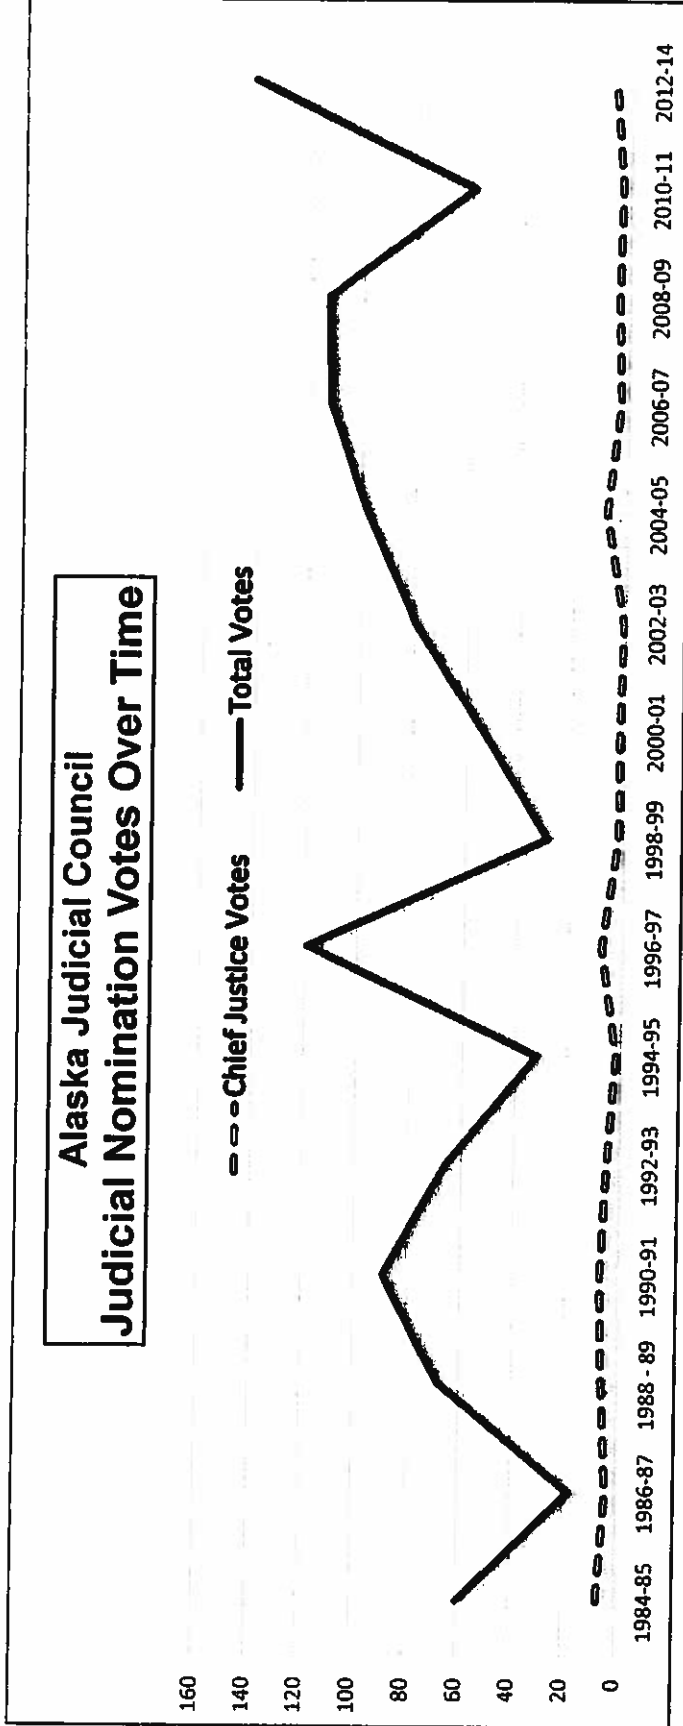 Alaska Judicial Council
Judicial Nomination Votes Over Time
Chief Justice Votes Total Votes
160
140
120
100
80
60
40
20
0
1984-85 1986-87 1988 - 89 1990-91 1992-93 1994-95 1996-97 1998-99 2000-01 2002-03 2004-05 2006-07 2008-09 2010-11 2012-14